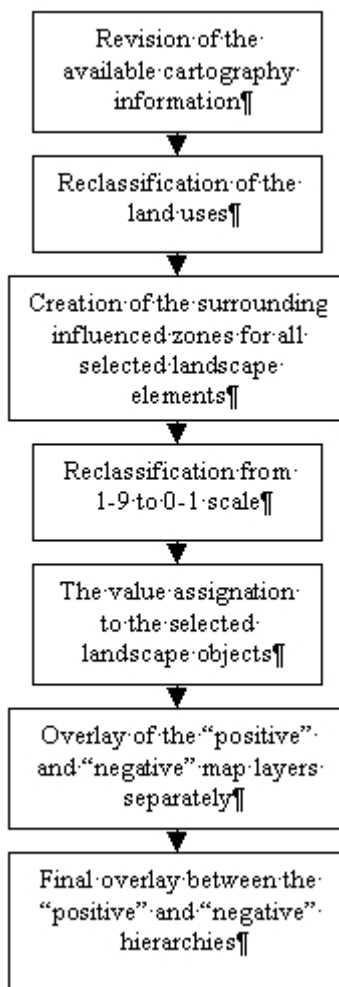 Revision·of·the·
available·cartography·
information¶
Reclassification·of·the·
land·uses¶
Creation·of·the·surrounding·
influenced·zones·for·all·
selected·landscape·
elements¶
Reclassification·from·
1-9·to·0-1·scale¶
The·value·assignation·
to·the·selected·
landscape·objects¶
Overlay·of·the·“positive”·
and·“negative”·map·layers·
separately¶
Final·overlay·between·the·
“positive”·and·“negative”·
hierarchies¶